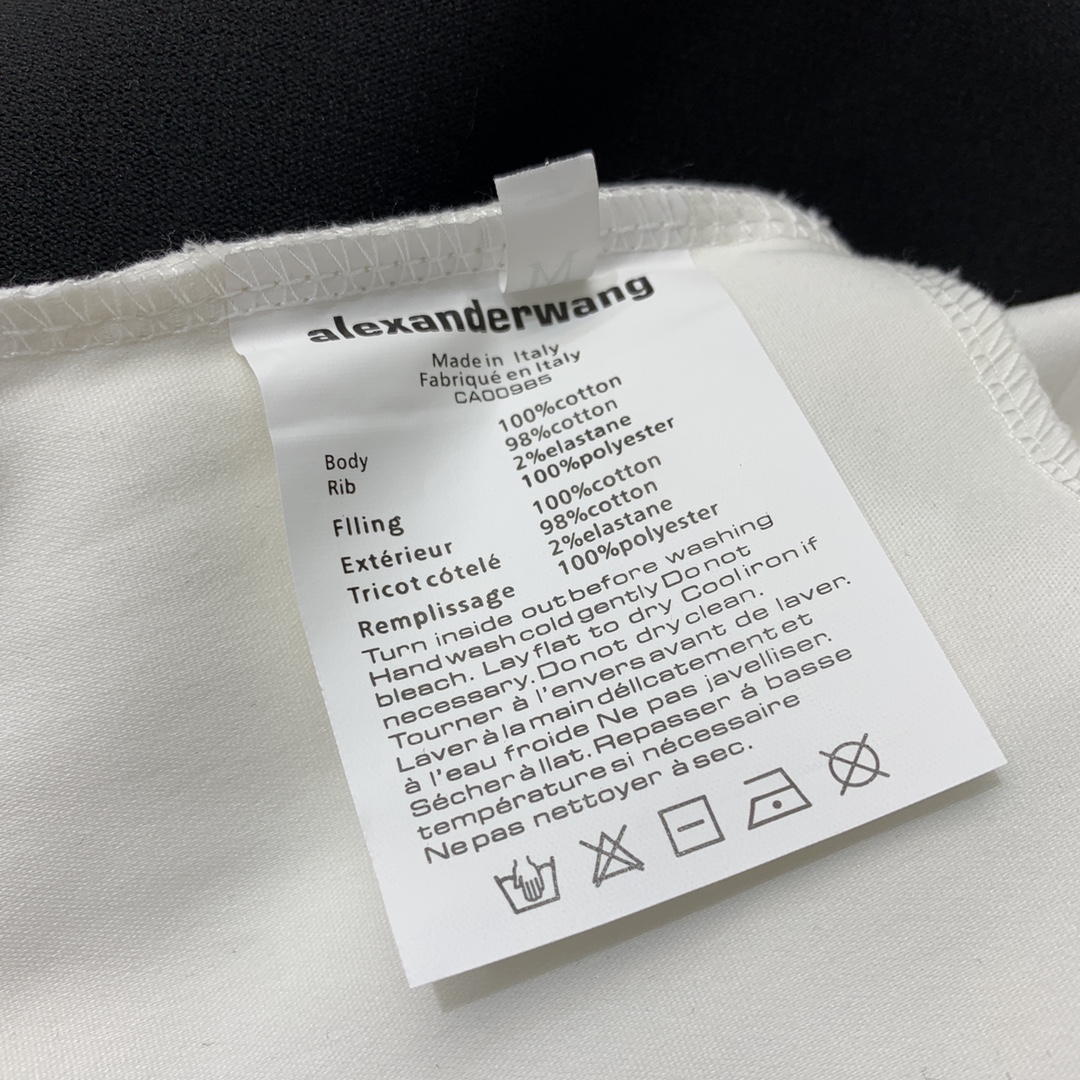 M
alexanderwang
Made in Italy
Fabriqué en Italy
CA00985
100%cotton
Body 98%cotton
Rib 2%elastane
100%polyester
Flling 100%cotton
Extérieur 98%cotton
Tricot cótelé 2%elastane
Remplissage 100%polyester
Turn inside out before washing
Hand wash cold gently Do not
bleach. Lay flat to dry Cool iron if
necessary. Do not dry clean.
Tourner à l'envers avant de laver.
Laver à la main délicatement et
à l'eau froide Ne pas javelliser.
Sécher à llat. Repasser á basse
température si nécessaire
Ne pas nettoyer à sec.